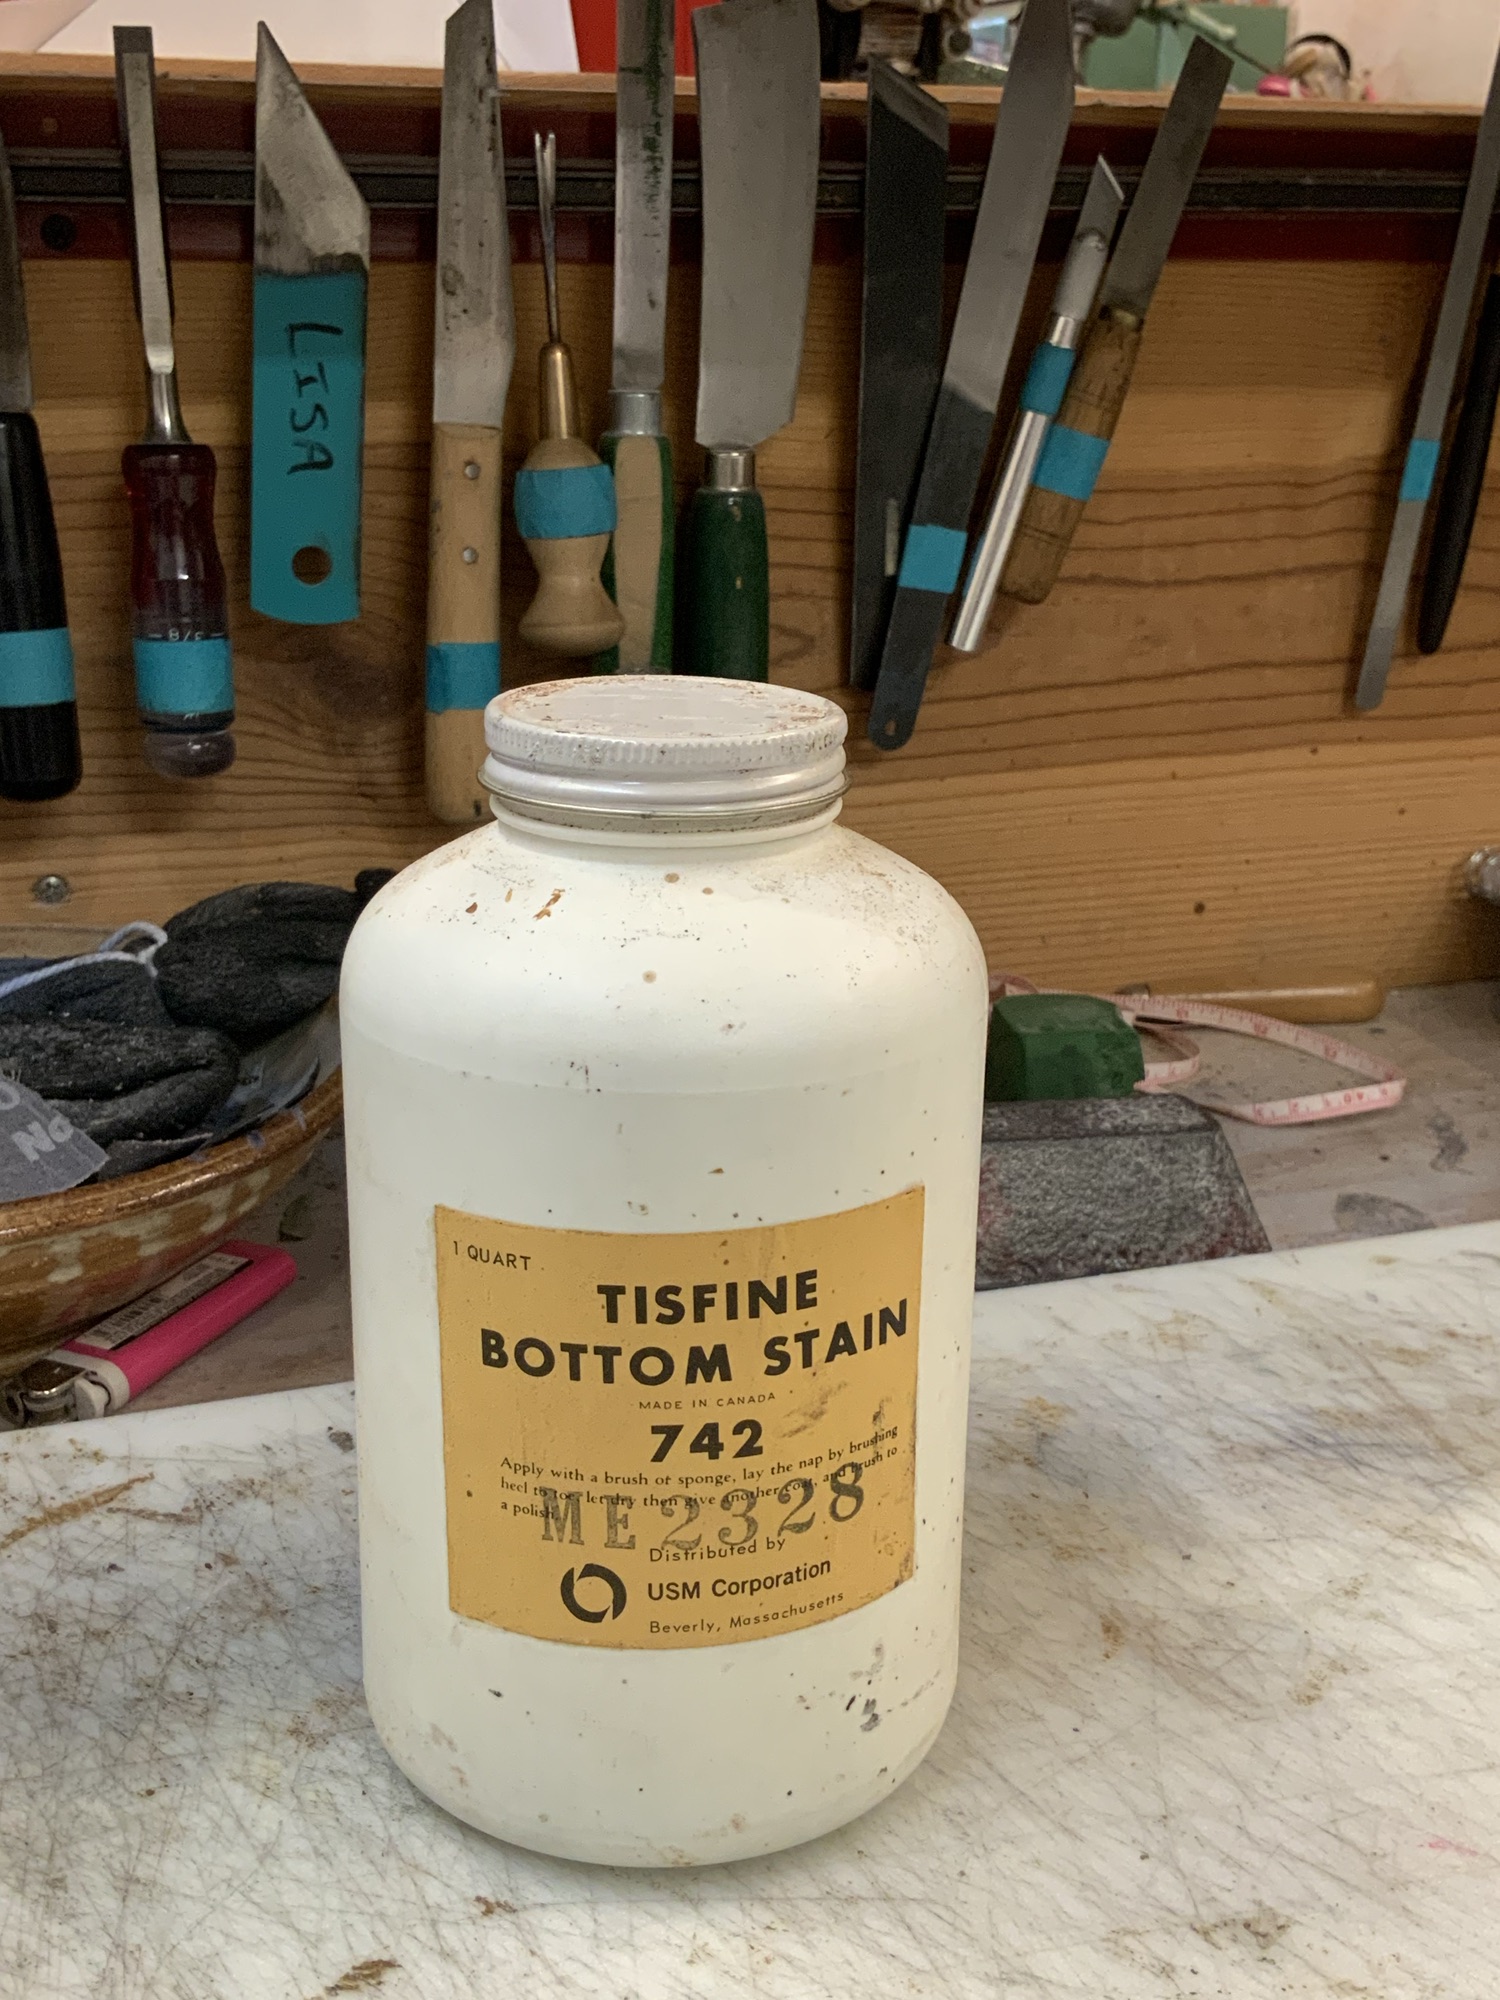 LISA
3/8
1 QUART
TISFINE
BOTTOM STAIN
MADE IN CANADA
742
Apply with a brush or sponge, lay the nap by brushing
heel to toe, let dry then give another coat, and brush to
a polish.
ME2328
Distributed by
USM Corporation
Beverly, Massachusetts